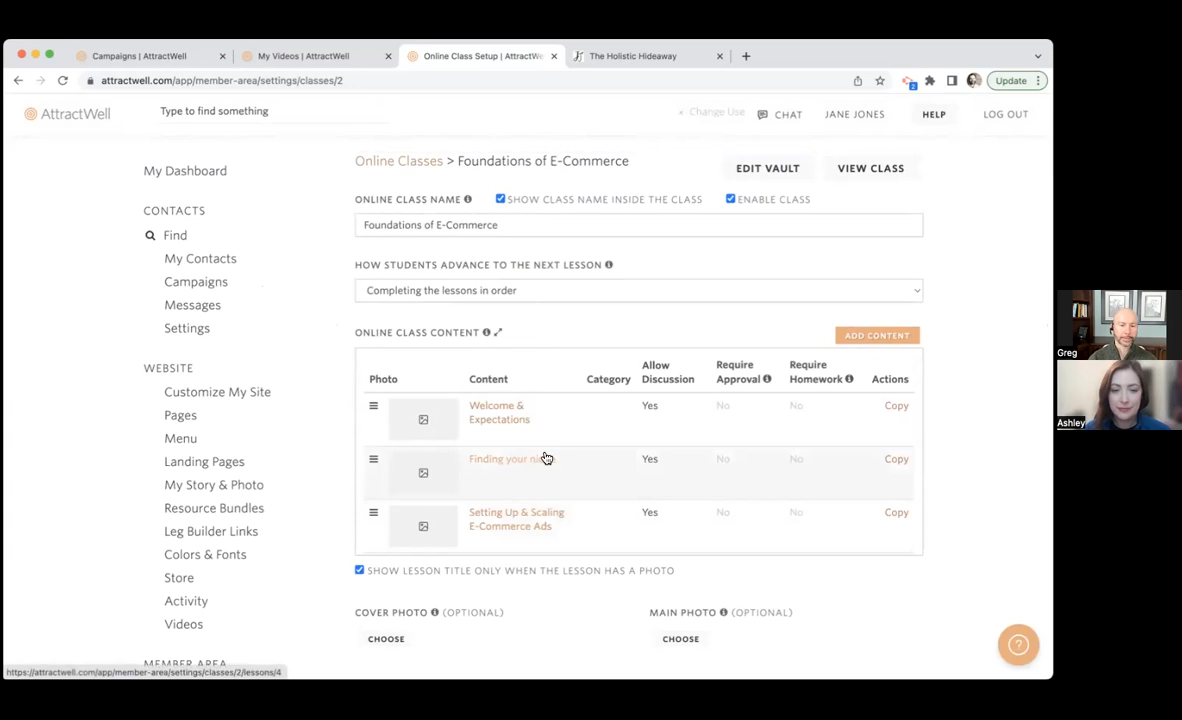 Campaigns | AttractWell
My Videos | AttractWell
Online Class Setup | AttractWe
The Holistic Hideaway
attractwell.com/app/member-area/settings/classes/2
2
Update
AttractWell
Type to find something
Change Use
CHAT
JANE JONES
HELP
LOG OUT
My Dashboard
CONTACTS
Find
My Contacts
Campaigns
Messages
Settings
WEBSITE
Customize My Site
Pages
Menu
Landing Pages
My Story & Photo
Resource Bundles
Leg Builder Links
Colors & Fonts
Store
Activity
Videos
MEMBER AREA
Online Classes > Foundations of E-Commerce
EDIT VAULT
VIEW CLASS
ONLINE CLASS NAME
SHOW CLASS NAME INSIDE THE CLASS
ENABLE CLASS
Foundations of E-Commerce
HOW STUDENTS ADVANCE TO THE NEXT LESSON
Completing the lessons in order
ONLINE CLASS CONTENT
ADD CONTENT
Photo
Content
Category
Allow
Discussion
Require
Approval
Require
Homework
Actions
Welcome &
Expectations
Yes
No
No
Copy
Finding your
Yes
No
No
Copy
Setting Up & Scaling
E-Commerce Ads
Yes
No
No
Copy
SHOW LESSON TITLE ONLY WHEN THE LESSON HAS A PHOTO
COVER PHOTO (OPTIONAL)
CHOOSE
MAIN PHOTO (OPTIONAL)
CHOOSE
https://attractwell.com/app/member-area/settings/classes/2/lessons/4
Greg
Ashley